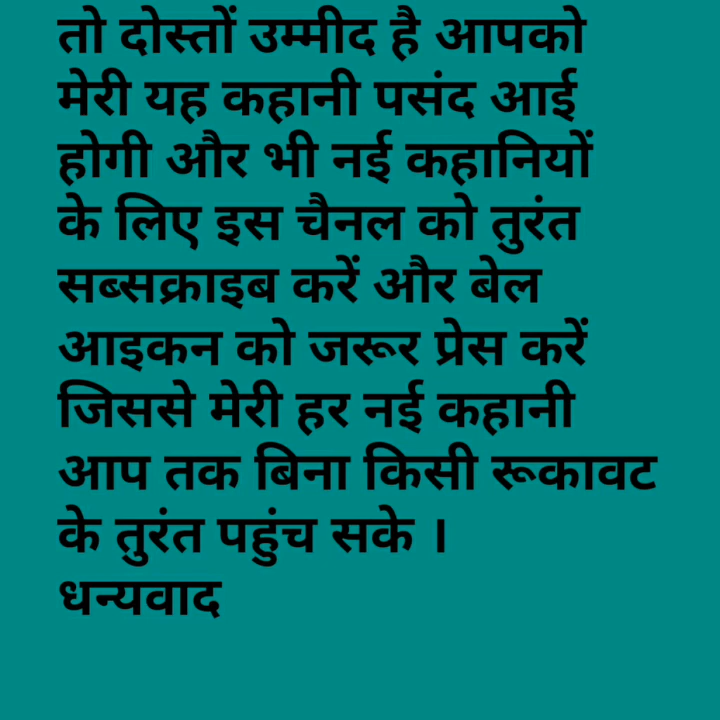 तो दोस्तों उम्मीद है आपको
मेरी यह कहानी पसंद आई
होगी और भी नई कहानियों
के लिए इस चैनल को तुरंत
सब्सक्राइब करें और बेल
आइकन को जरूर प्रेस करें
जिससे मेरी हर नई कहानी
आप तक बिना किसी रूकावट
के तुरंत पहुंच सके ।
धन्यवाद